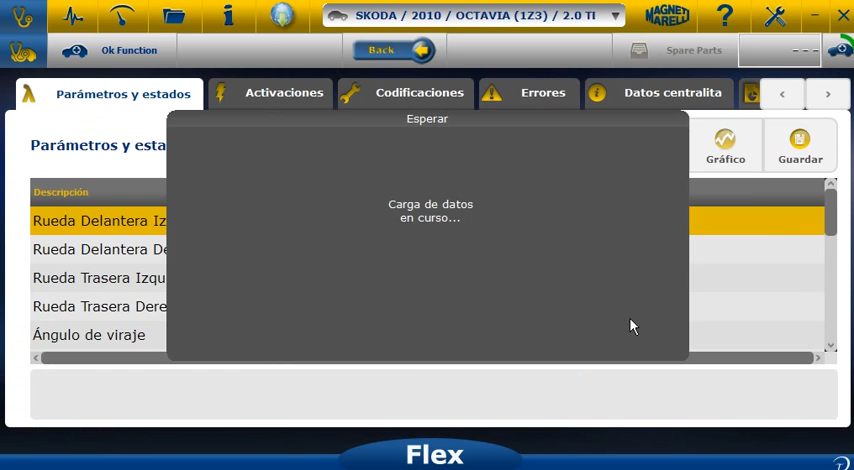 SKODA / 2010 / OCTAVIA (1Z3) / 2.0 TI
MAGNETI
MARELLI
?
Ok Function
Back
Spare Parts
---
Parámetros y estados
Activaciones
Codificaciones
Errores
Datos centralita
Parámetros y esta
Esperar
Gráfico
Guardar
Descripción
Carga de datos
en curso...
Rueda Delantera Iz
Rueda Delantera De
Rueda Trasera Izqu
Rueda Trasera Dere
Ángulo de viraje
Flex